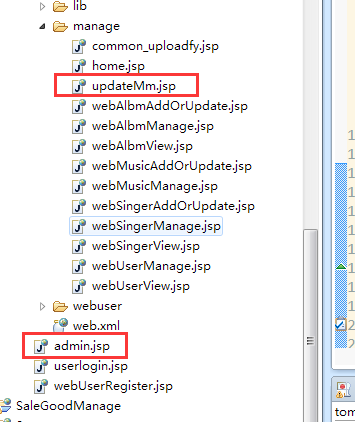 lib
manage
common_uploadfy.jsp
home.jsp
updateMm.jsp
webAlbmAddOrUpdate.jsp
webAlbmManage.jsp
webAlbmView.jsp
webMusicAddOrUpdate.jsp
webMusicManage.jsp
webSingerAddOrUpdate.jsp
webSingerManage.jsp
webSingerView.jsp
webUserManage.jsp
webUserView.jsp
webuser
web.xml
admin.jsp
userlogin.jsp
webUserRegister.jsp
SaleGoodManage
tom